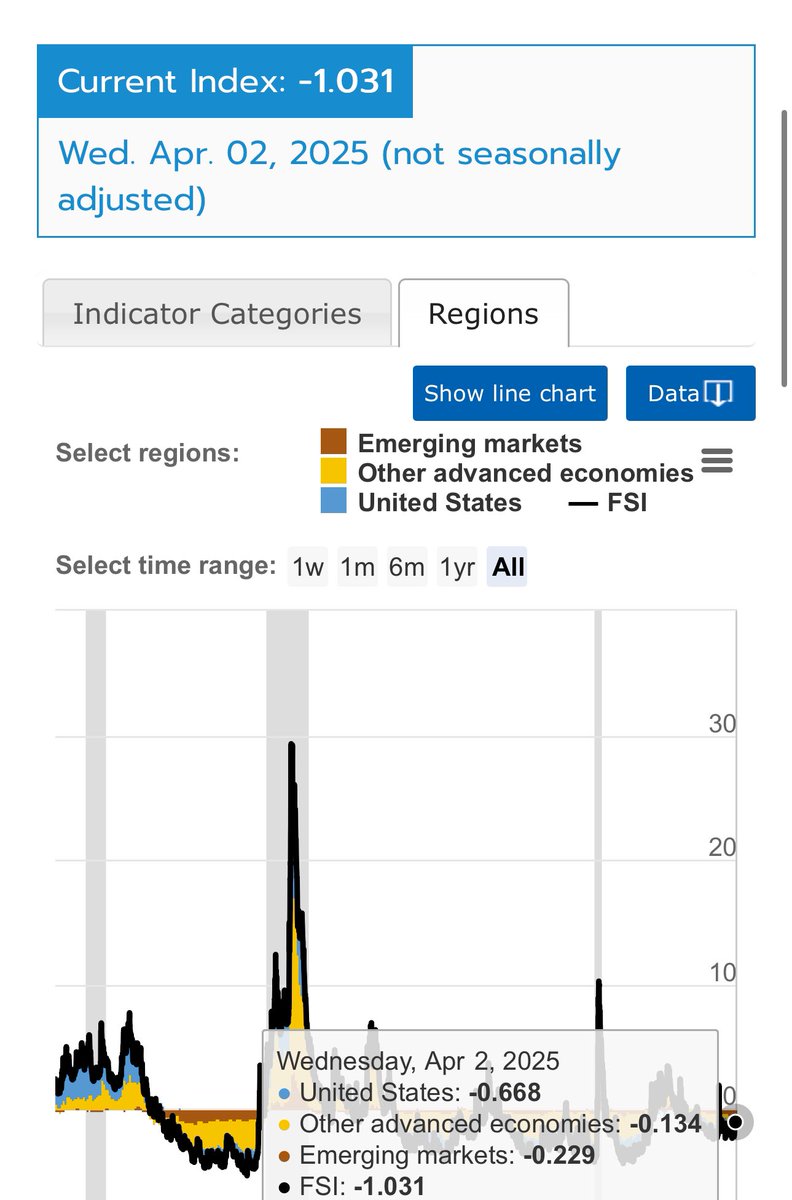 Current Index: -1.031
Wed. Apr. 02, 2025 (not seasonally
adjusted)
Indicator Categories
Regions
Show line chart
Data
Select regions:
Emerging markets
Other advanced economies
United States
FSI
Select time range:
1w
1m
6m
1yr
All
30
20
10
0
Wednesday, Apr 2, 2025
United States: -0.668
Other advanced economies: -0.134
Emerging markets: -0.229
FSI: -1.031